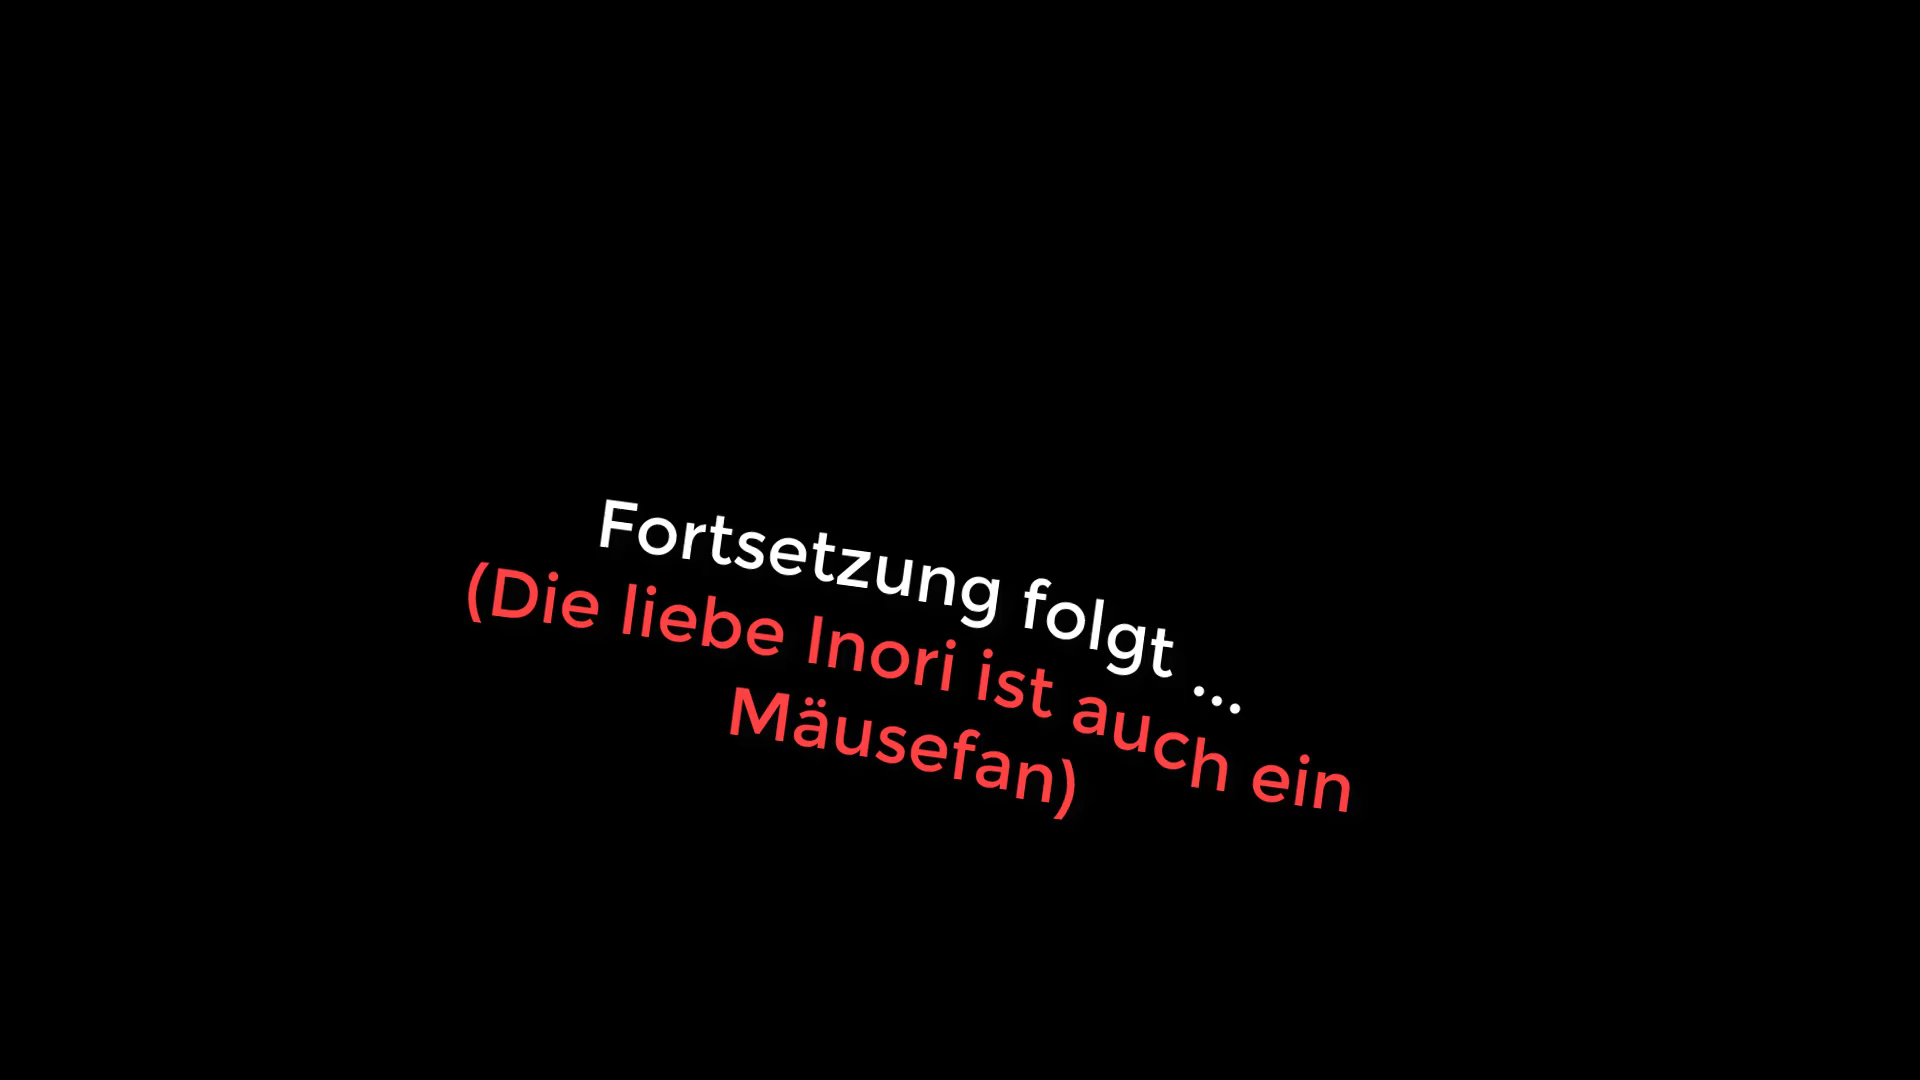 Fortsetzung folgt ...
(Die liebe Inori ist auch ein
Mäusefan)